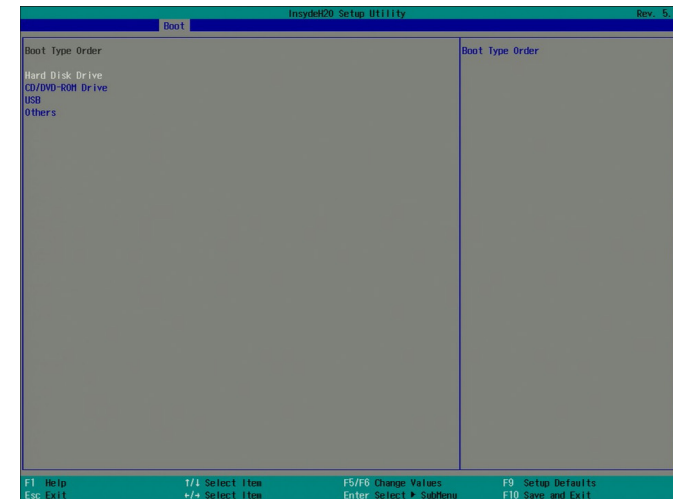 InsydeH20 Setup Utility Rev. 5.
Boot
Boot Type Order Boot Type Order
Hard Disk Drive
CD/DVD-ROM Drive
USB
Others
F1 Help ↑/↓ Select Item F5/F6 Change Values F9 Setup Defaults
Esc Exit ←/→ Select Item Enter Select ▶ SubMenu F10 Save and Exit